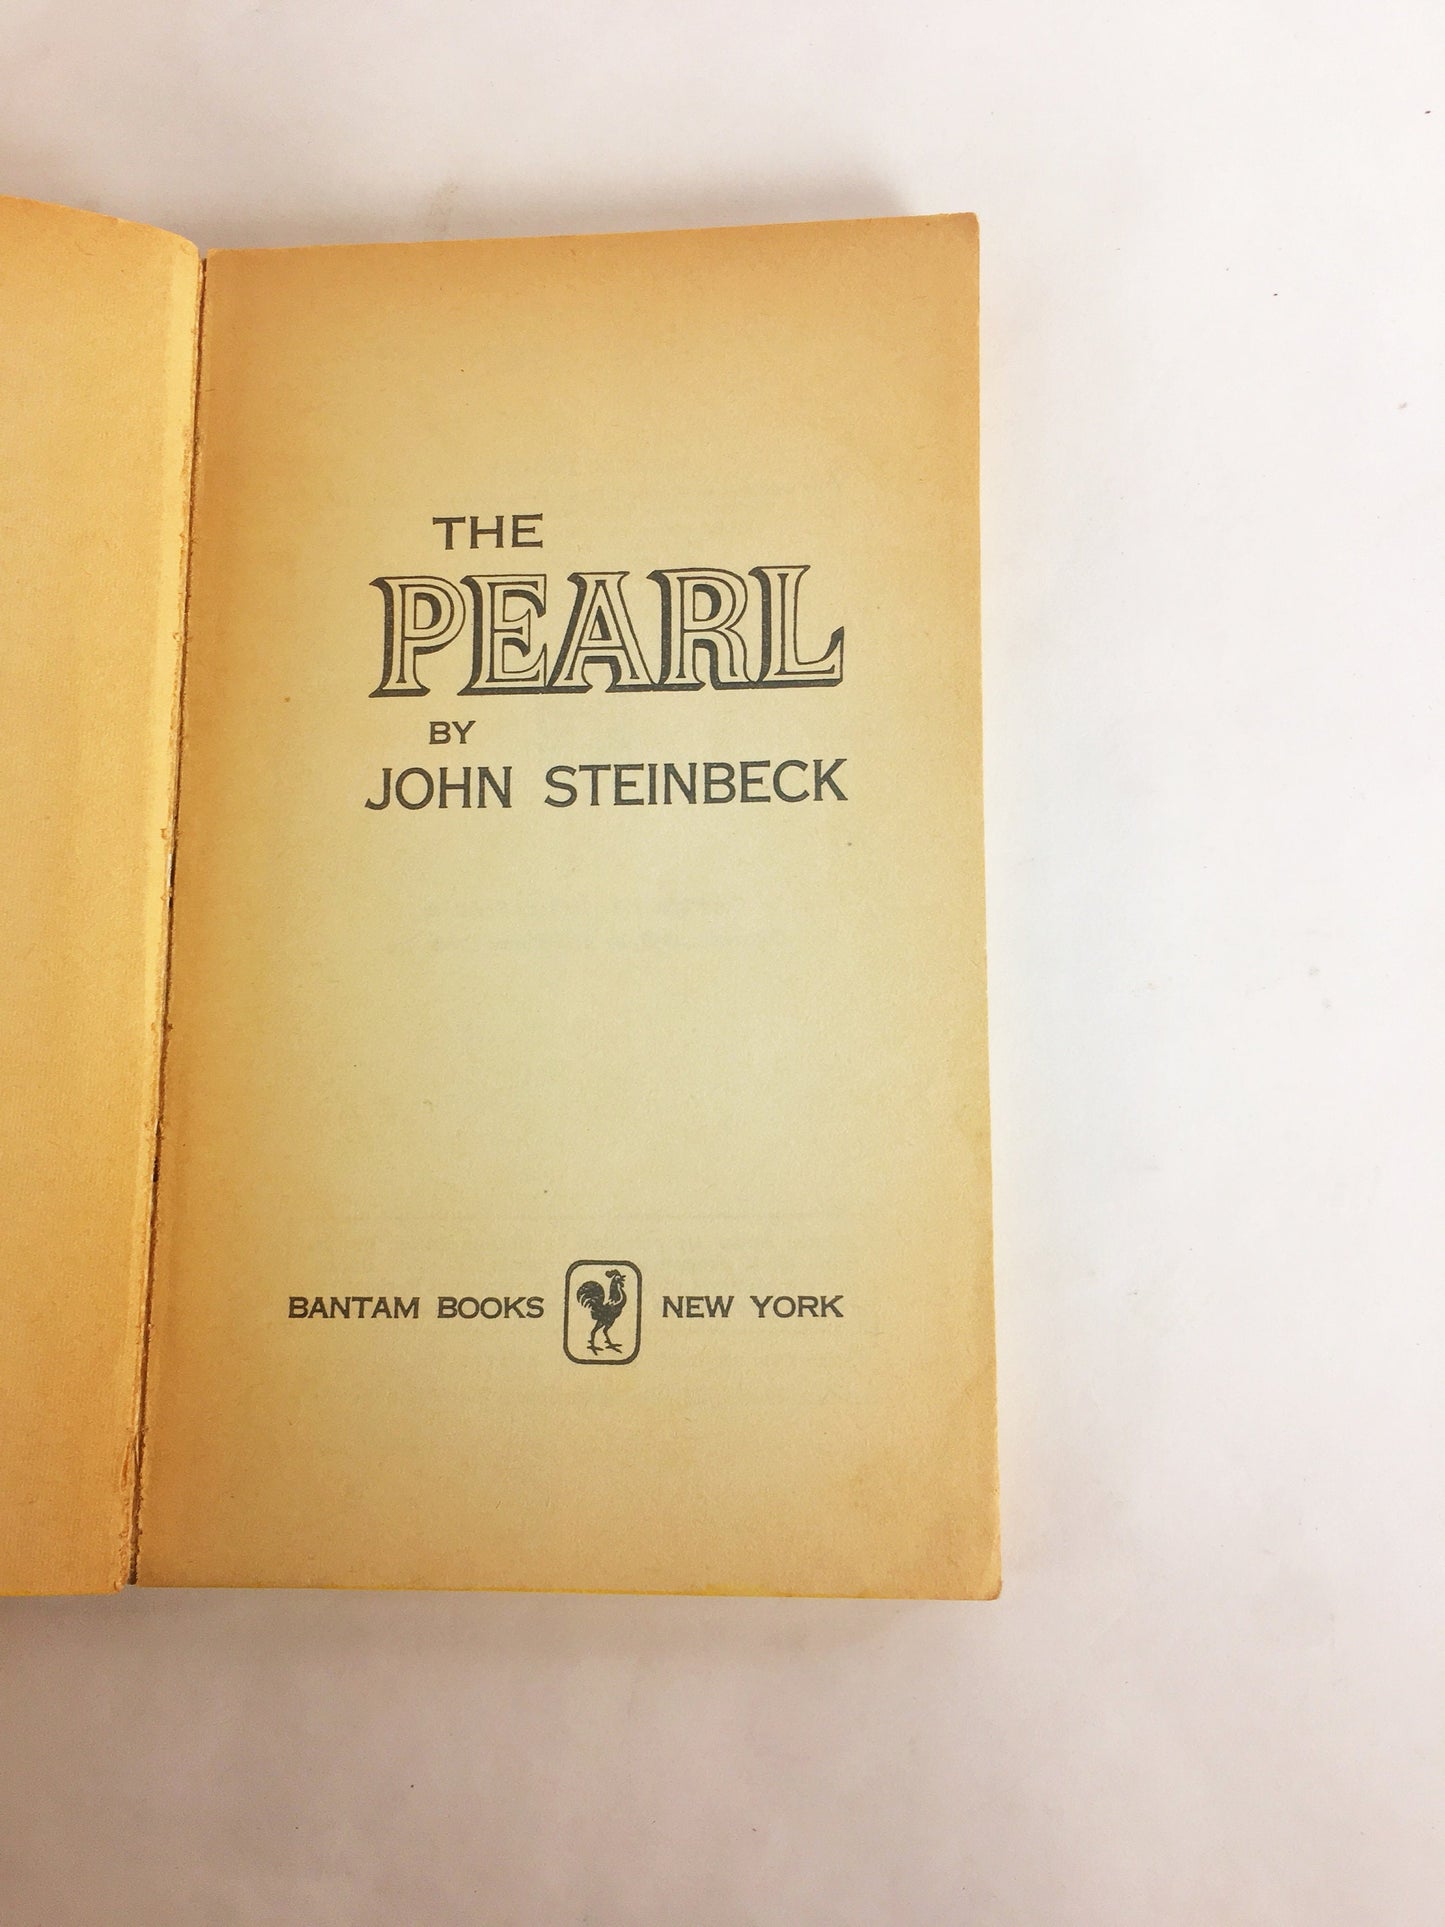 THE
PEARL
BY
JOHN STEINBECK
BANTAM BOOKS NEW YORK